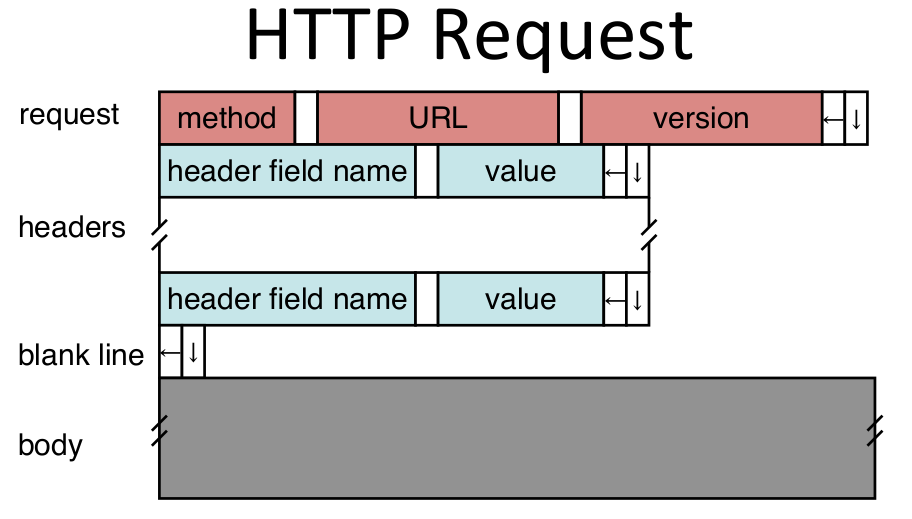 HTTP Request
request method URL version ← ↓
header field name value ← ↓
headers
header field name value ← ↓
blank line ← ↓
body